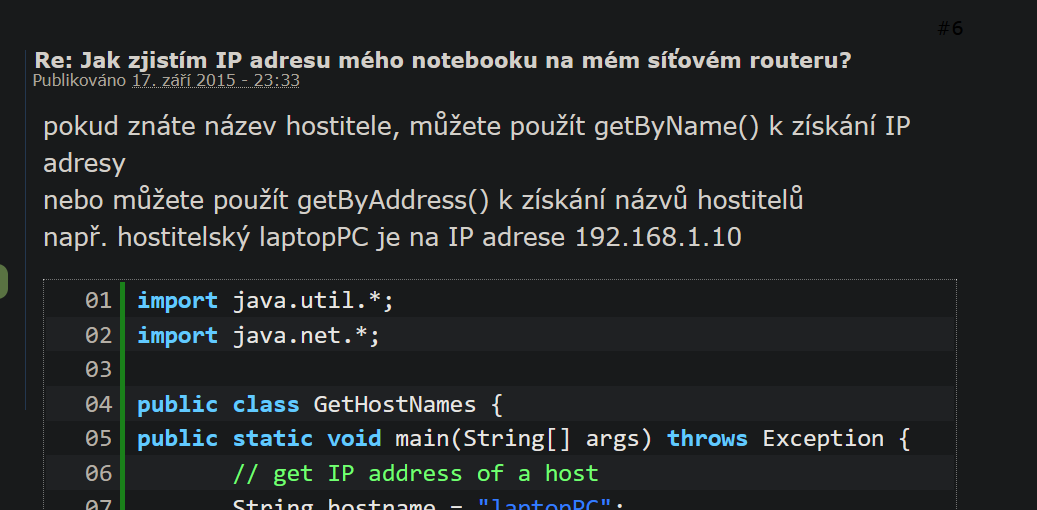 #6
Re: Jak zjistím IP adresu mého notebooku na mém síťovém routeru?
Publikováno 17. září 2015 - 23:33
pokud znáte název hostitele, můžete použít getByName() k získání IP
adresy
nebo můžete použít getByAddress() k získání názvů hostitelů
např. hostitelský laptopPC je na IP adrese 192.168.1.10
01 import java.util.*;
02 import java.net.*;
03
04 public class GetHostNames {
05 public static void main(String[] args) throws Exception {
06 // get IP address of a host
07 String hostname = "laptopPC";